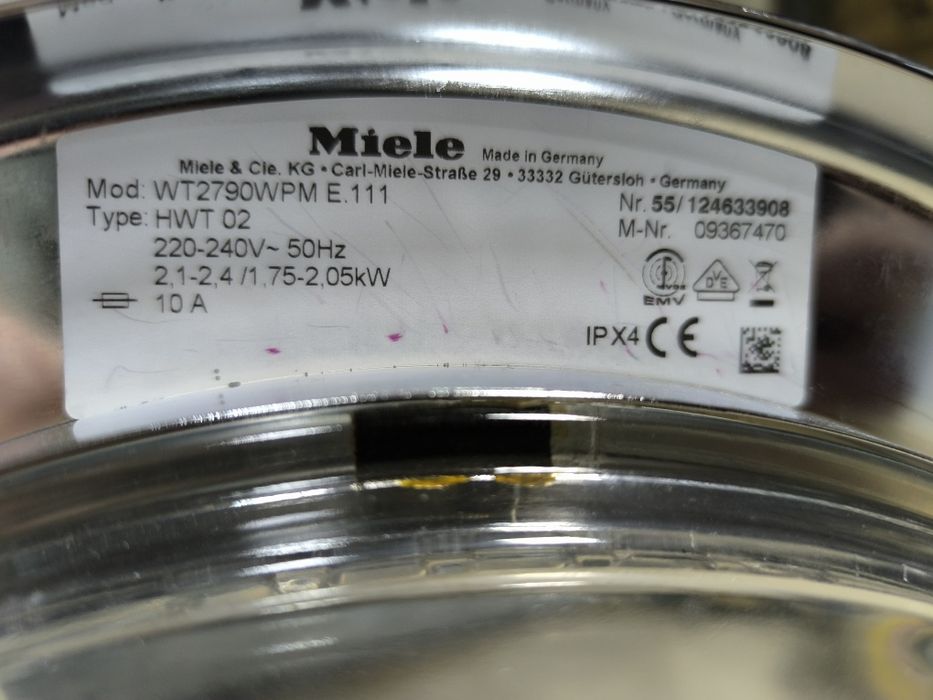 Miele Made in Germany
Miele & Cie. KG • Carl-Miele-Straße 29 • 33332 Gütersloh • Germany
Mod: WT2790WPM E.111
Nr. 55/ 124633908
Type: HWT 02
M-Nr. 09367470
220-240V~ 50Hz
2,1-2,4 /1,75-2,05kW
10 A
DVE
EMV
IPX4 CE